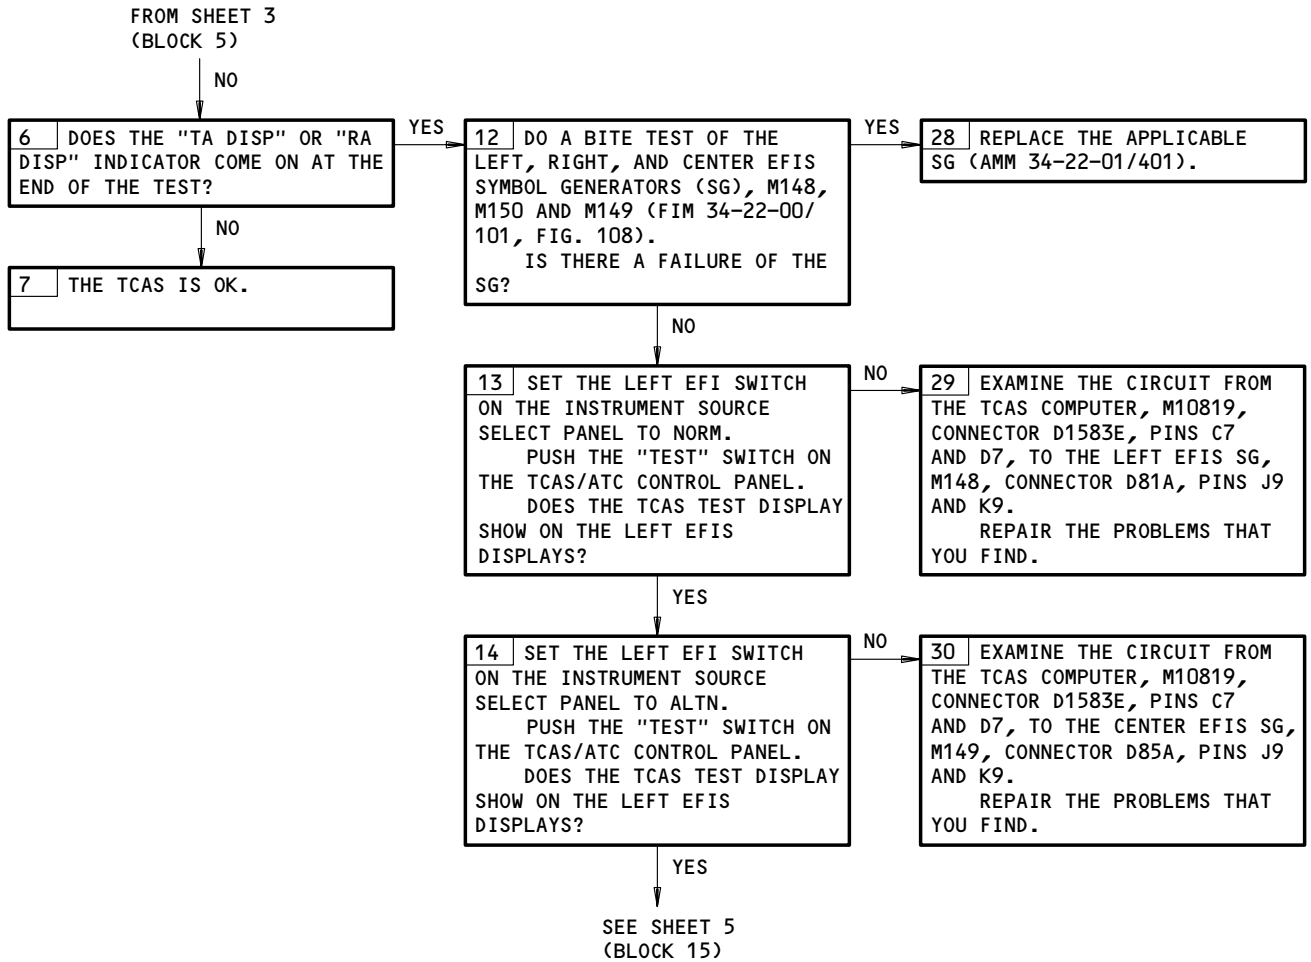 FROM SHEET 3
(BLOCK 5)
NO
6 DOES THE "TA DISP" OR "RA
DISP" INDICATOR COME ON AT THE
END OF THE TEST?
YES
NO
7 THE TCAS IS OK.
12 DO A BITE TEST OF THE
LEFT, RIGHT, AND CENTER EFIS
SYMBOL GENERATORS (SG), M148,
M150 AND M149 (FIM 34-22-00/
101, FIG. 108).
IS THERE A FAILURE OF THE
SG?
YES
28 REPLACE THE APPLICABLE
SG (AMM 34-22-01/401).
NO
13 SET THE LEFT EFI SWITCH
ON THE INSTRUMENT SOURCE
SELECT PANEL TO NORM.
PUSH THE "TEST" SWITCH ON
THE TCAS/ATC CONTROL PANEL.
DOES THE TCAS TEST DISPLAY
SHOW ON THE LEFT EFIS
DISPLAYS?
NO
29 EXAMINE THE CIRCUIT FROM
THE TCAS COMPUTER, M10819,
CONNECTOR D1583E, PINS C7
AND D7, TO THE LEFT EFIS SG,
M148, CONNECTOR D81A, PINS J9
AND K9.
REPAIR THE PROBLEMS THAT
YOU FIND.
YES
14 SET THE LEFT EFI SWITCH
ON THE INSTRUMENT SOURCE
SELECT PANEL TO ALTN.
PUSH THE "TEST" SWITCH ON
THE TCAS/ATC CONTROL PANEL.
DOES THE TCAS TEST DISPLAY
SHOW ON THE LEFT EFIS
DISPLAYS?
NO
30 EXAMINE THE CIRCUIT FROM
THE TCAS COMPUTER, M10819,
CONNECTOR D1583E, PINS C7
AND D7, TO THE CENTER EFIS SG,
M149, CONNECTOR D85A, PINS J9
AND K9.
REPAIR THE PROBLEMS THAT
YOU FIND.
YES
SEE SHEET 5
(BLOCK 15)